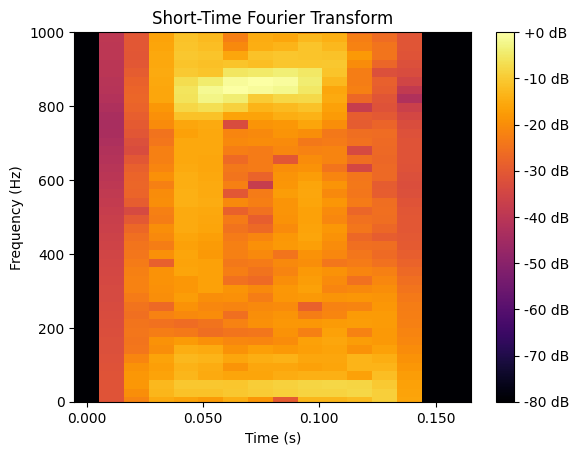 Short-Time Fourier Transform
1000
800
600
400
200
0
Frequency (Hz)
0.000
0.050
0.100
0.150
Time (s)
+0 dB
-10 dB
-20 dB
-30 dB
-40 dB
-50 dB
-60 dB
-70 dB
-80 dB